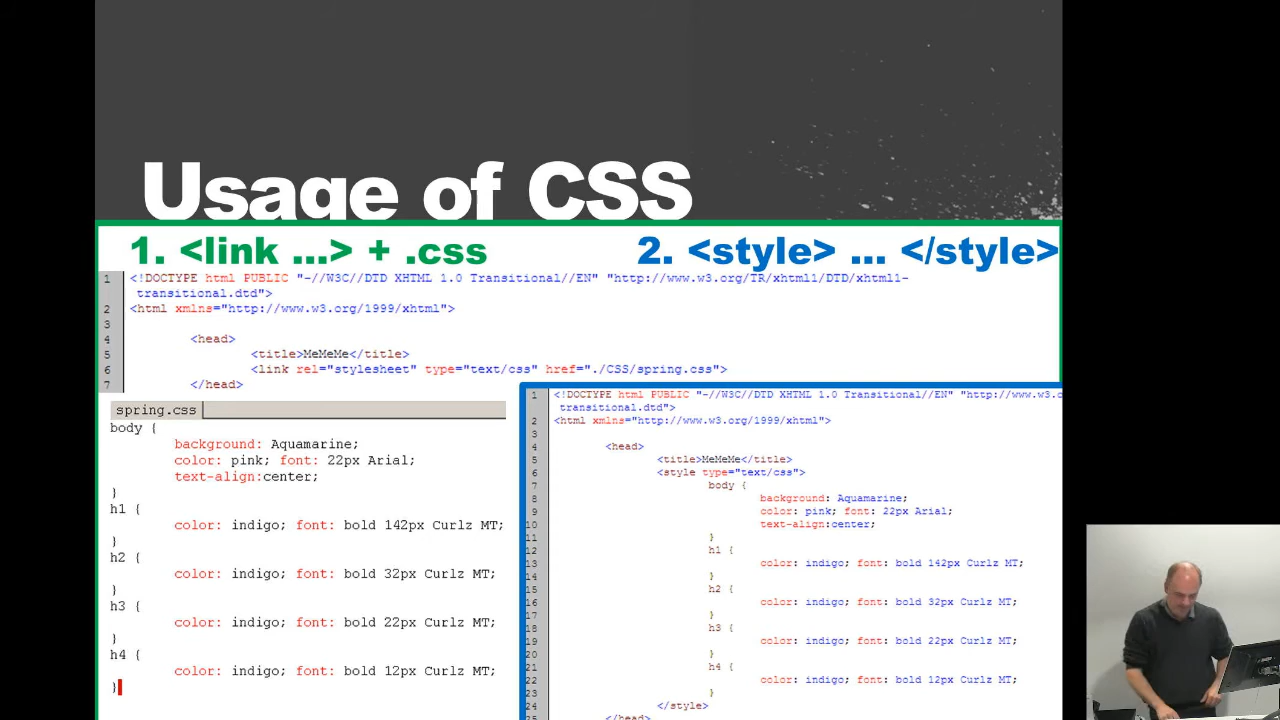 Usage of CSS
1. <link ...> + .css
2. <style> ... </style>
1 <!DOCTYPE html PUBLIC "-//W3C//DTD XHTML 1.0 Transitional//EN" "http://www.w3.org/TR/xhtml1/DTD/xhtml1-
transitional.dtd">
2 <html xmlns="http://www.w3.org/1999/xhtml">
3
4 <head>
5 <title>MeMeMe</title>
6 <link rel="stylesheet" type="text/css" href="./CSS/spring.css">
7 </head>
spring.css
body {
background: Aquamarine;
color: pink; font: 22px Arial;
text-align:center;
}
h1 {
color: indigo; font: bold 142px Curlz MT;
}
h2 {
color: indigo; font: bold 32px Curlz MT;
}
h3 {
color: indigo; font: bold 22px Curlz MT;
}
h4 {
color: indigo; font: bold 12px Curlz MT;
}
1 <!DOCTYPE html PUBLIC "-//W3C//DTD XHTML 1.0 Transitional//EN" "http://www.w3.o
transitional.dtd">
2 <html xmlns="http://www.w3.org/1999/xhtml">
3
4 <head>
5 <title>MeMeMe</title>
6 <style type="text/css">
7 body {
8 background: Aquamarine;
9 color: pink; font: 22px Arial;
10 text-align:center;
11 }
12 h1 {
13 color: indigo; font: bold 142px Curlz MT;
14 }
15 h2 {
16 color: indigo; font: bold 32px Curlz MT;
17 }
18 h3 {
19 color: indigo; font: bold 22px Curlz MT;
20 }
21 h4 {
22 color: indigo; font: bold 12px Curlz MT;
23 }
24 </style>
25 </head>